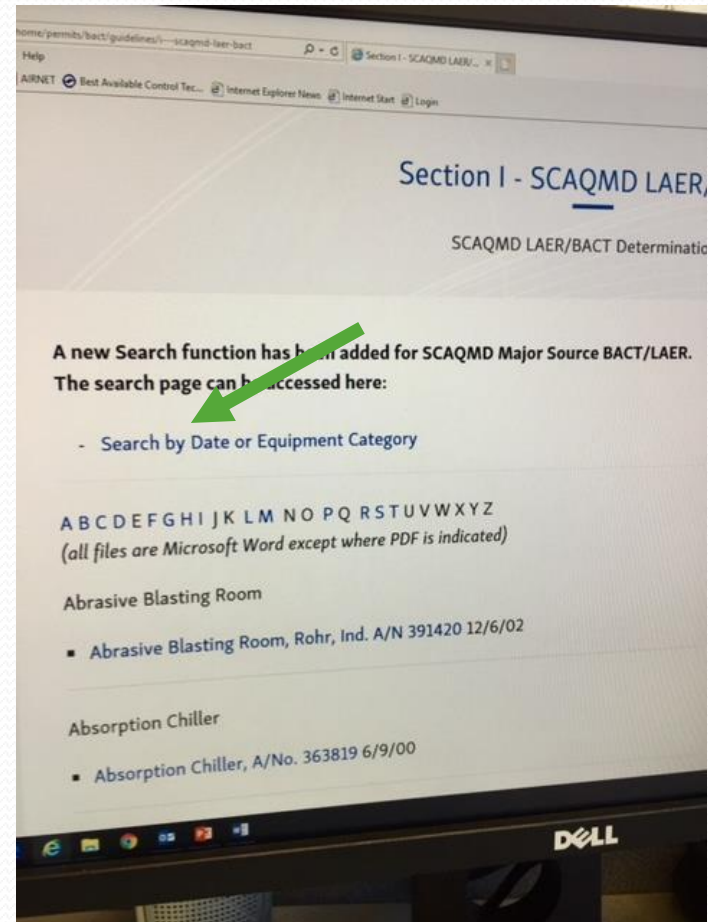 home/permits/bact/guidelines/i---scaqmd-laer-bact
Section I - SCAQMD LAER/... ×
Help
AIRNET Best Available Control Tec... Internet Explorer News Internet Start Login
Section I - SCAQMD LAER/
SCAQMD LAER/BACT Determinatio
A new Search function has been added for SCAQMD Major Source BACT/LAER.
The search page can be accessed here:
- Search by Date or Equipment Category
A B C D E F G H I J K L M N O P Q R S T U V W X Y Z
(all files are Microsoft Word except where PDF is indicated)
Abrasive Blasting Room
▪ Abrasive Blasting Room, Rohr, Ind. A/N 391420 12/6/02
Absorption Chiller
▪ Absorption Chiller, A/No. 363819 6/9/00
DELL